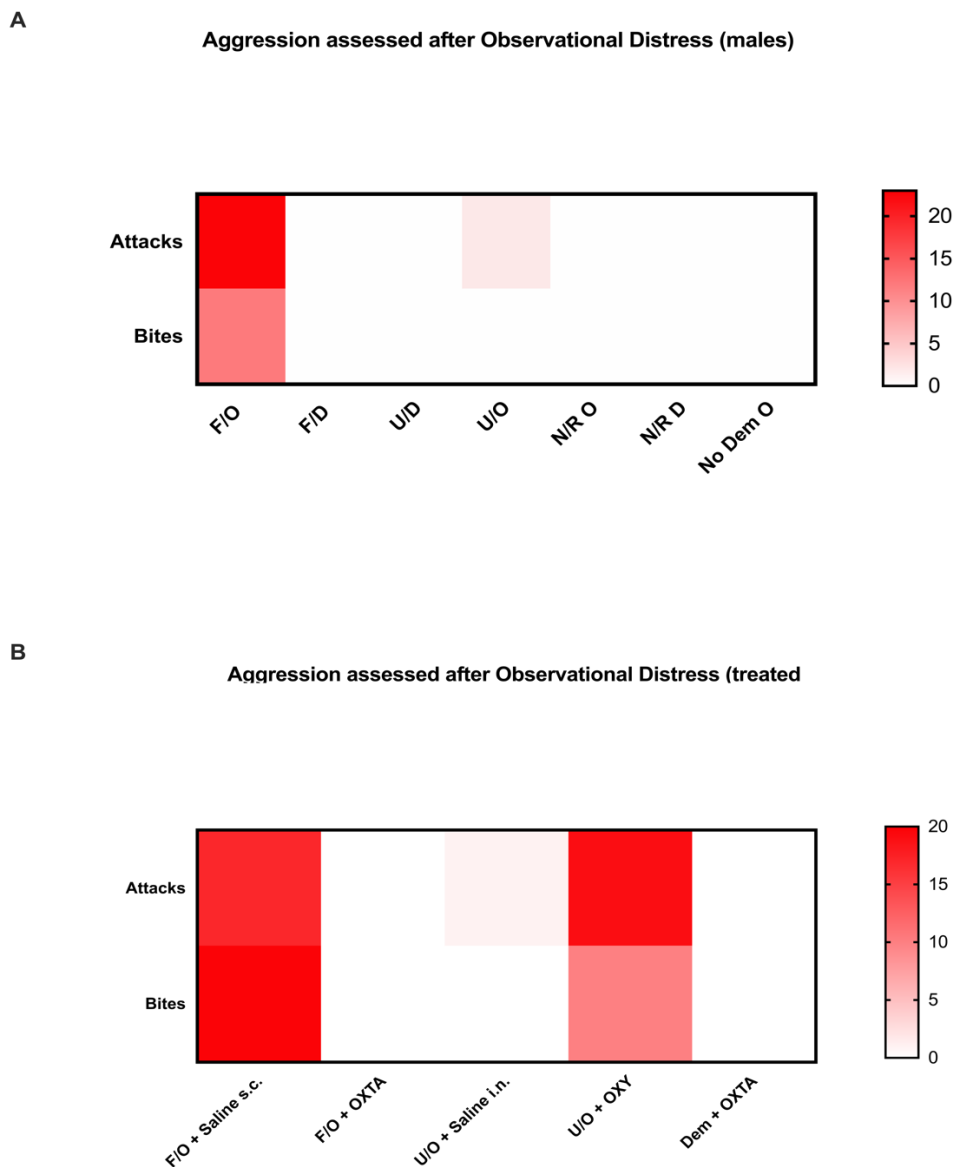 A
Aggression assessed after Observational Distress (males)
Attacks
Bites
F/O
F/D
U/D
U/O
N/R O
N/R D
No Dem O
20
15
10
5
0
B
Aggression assessed after Observational Distress (treated
Attacks
Bites
F/O + Saline s.c.
F/O + OXTA
U/O + Saline i.n.
U/O + OXY
Dem + OXTA
20
15
10
5
0